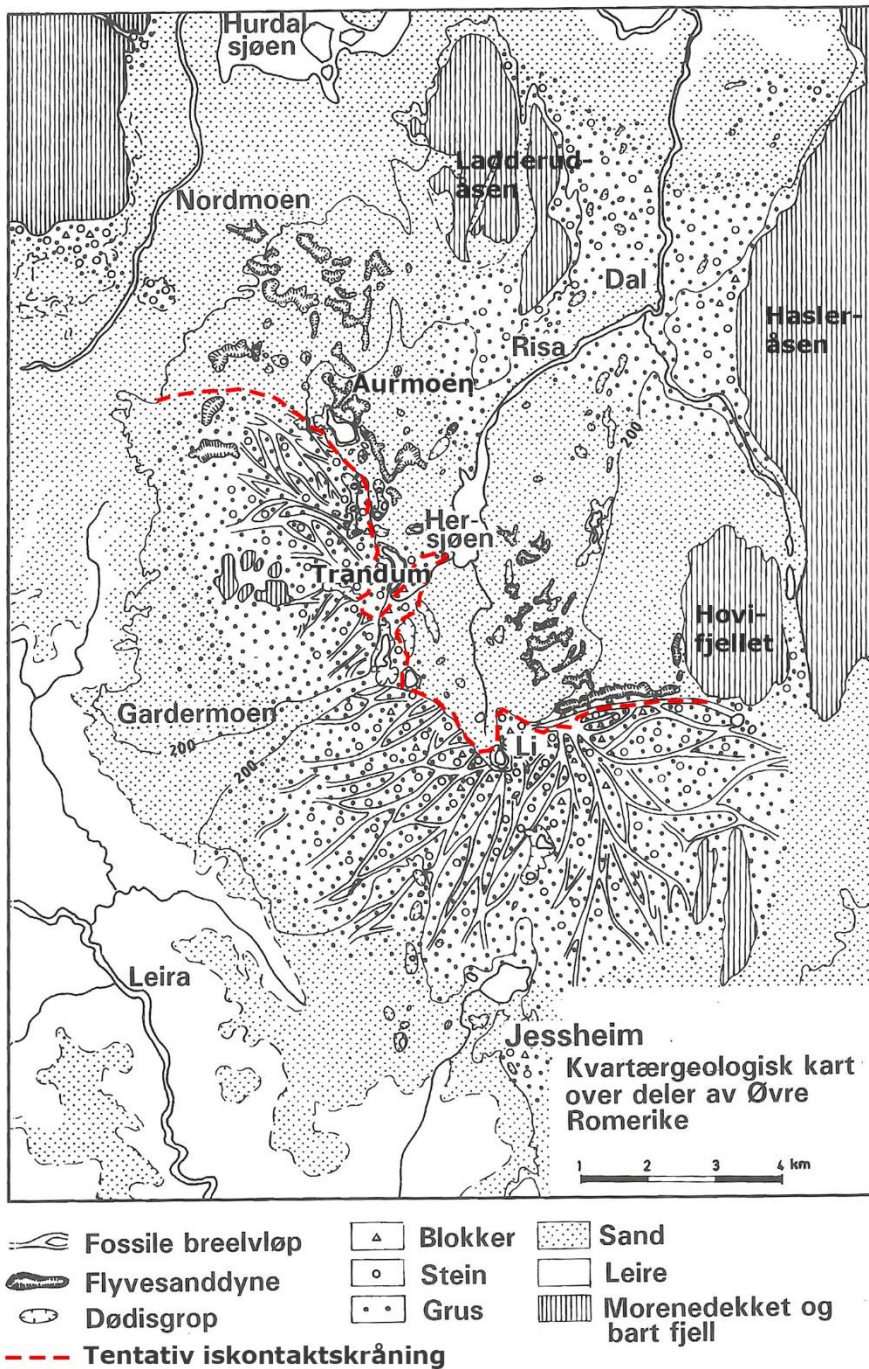 Hurdal
sjøen
Ladderud-
åsen
Nordmoen
Dal
Hasler-
åsen
Risa
Aurmoen
200
Her-
sjøen
Trandum
Hovi-
fjellet
Gardermoen
200
200
Li
Leira
Jessheim
Kvartærgeologisk kart
over deler av Øvre
Romerike
1 2 3 4 km
Fossile breelvløp
Flyvesanddyne
Dødisgrop
Tentativ iskontaktskråning
Blokker
Stein
Grus
Sand
Leire
Morenedekket og
bart fjell